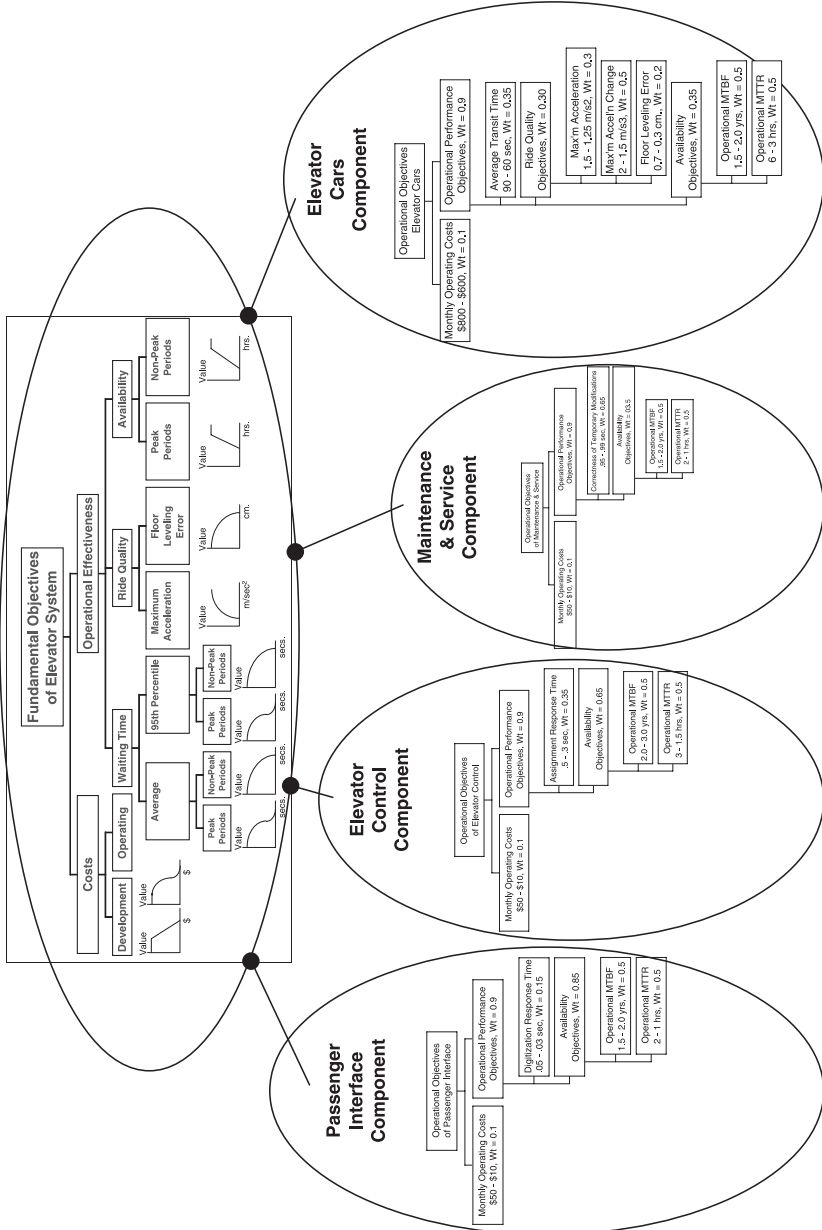 Fundamental Objectives
of Elevator System
Costs
Operational Effectiveness
Development
Operating
Waiting Time
Ride Quality
Availability
Average
95th Percentile
Maximum
Acceleration
Floor
Leveling
Error
Peak
Periods
Non-Peak
Periods
Peak
Periods
Non-Peak
Periods
Peak
Periods
Non-Peak
Periods
Value
$
Value
$
Value
secs.
Value
secs.
Value
secs.
Value
secs.
Value
m/sec2
Value
cm.
Value
hrs.
Value
hrs.
Passenger
Interface
Component
Operational Objectives
of Passenger Interface
Monthly Operating Costs
$50 - $10, Wt = 0.1
Operational Performance
Objectives, Wt = 0.9
Digitization Response Time
.05 - .03 sec, Wt = 0.15
Availability
Objectives, Wt = 0.85
Operational MTBF
1.5 - 2.0 yrs, Wt = 0.5
Operational MTTR
2 - 1 hrs, Wt = 0.5
Elevator
Control
Component
Operational Objectives
of Elevator Control
Monthly Operating Costs
$50 - $10, Wt = 0.1
Operational Performance
Objectives, Wt = 0.9
Assignment Response Time
.5 - .3 sec, Wt = 0.35
Availability
Objectives, Wt = 0.65
Operational MTBF
2.0 - 3.0 yrs, Wt = 0.5
Operational MTTR
3 - 1.5 hrs, Wt = 0.5
Maintenance
& Service
Component
Operational Objectives
of Maintenance & Service
Monthly Operating Costs
$50 - $10, Wt = 0.1
Operational Performance
Objectives, Wt = 0.9
Correctness of Temporary Modifications
.95 - .99 sec, Wt = 0.65
Availability
Objectives, Wt = 03.5
Operational MTBF
1.5 - 2.0 yrs, Wt = 0.5
Operational MTTR
2 - 1 hrs, Wt = 0.5
Elevator
Cars
Component
Operational Objectives
Elevator Cars
Monthly Operating Costs
$800 - $600, Wt = 0.1
Operational Performance
Objectives, Wt = 0.9
Average Transit Time
90 - 60 sec, Wt = 0.35
Ride Quality
Objectives, Wt = 0.30
Max'm Acceleration
1.5 - 1.25 m/s2, Wt = 0.3
Max'm Accel'n Change
2 - 1.5 m/s3, Wt = 0.5
Floor Leveling Error
0.7 - 0.3 cm., Wt = 0.2
Availability
Objectives, Wt = 0.35
Operational MTBF
1.5 - 2.0 yrs, Wt = 0.5
Operational MTTR
6 - 3 hrs, Wt = 0.5